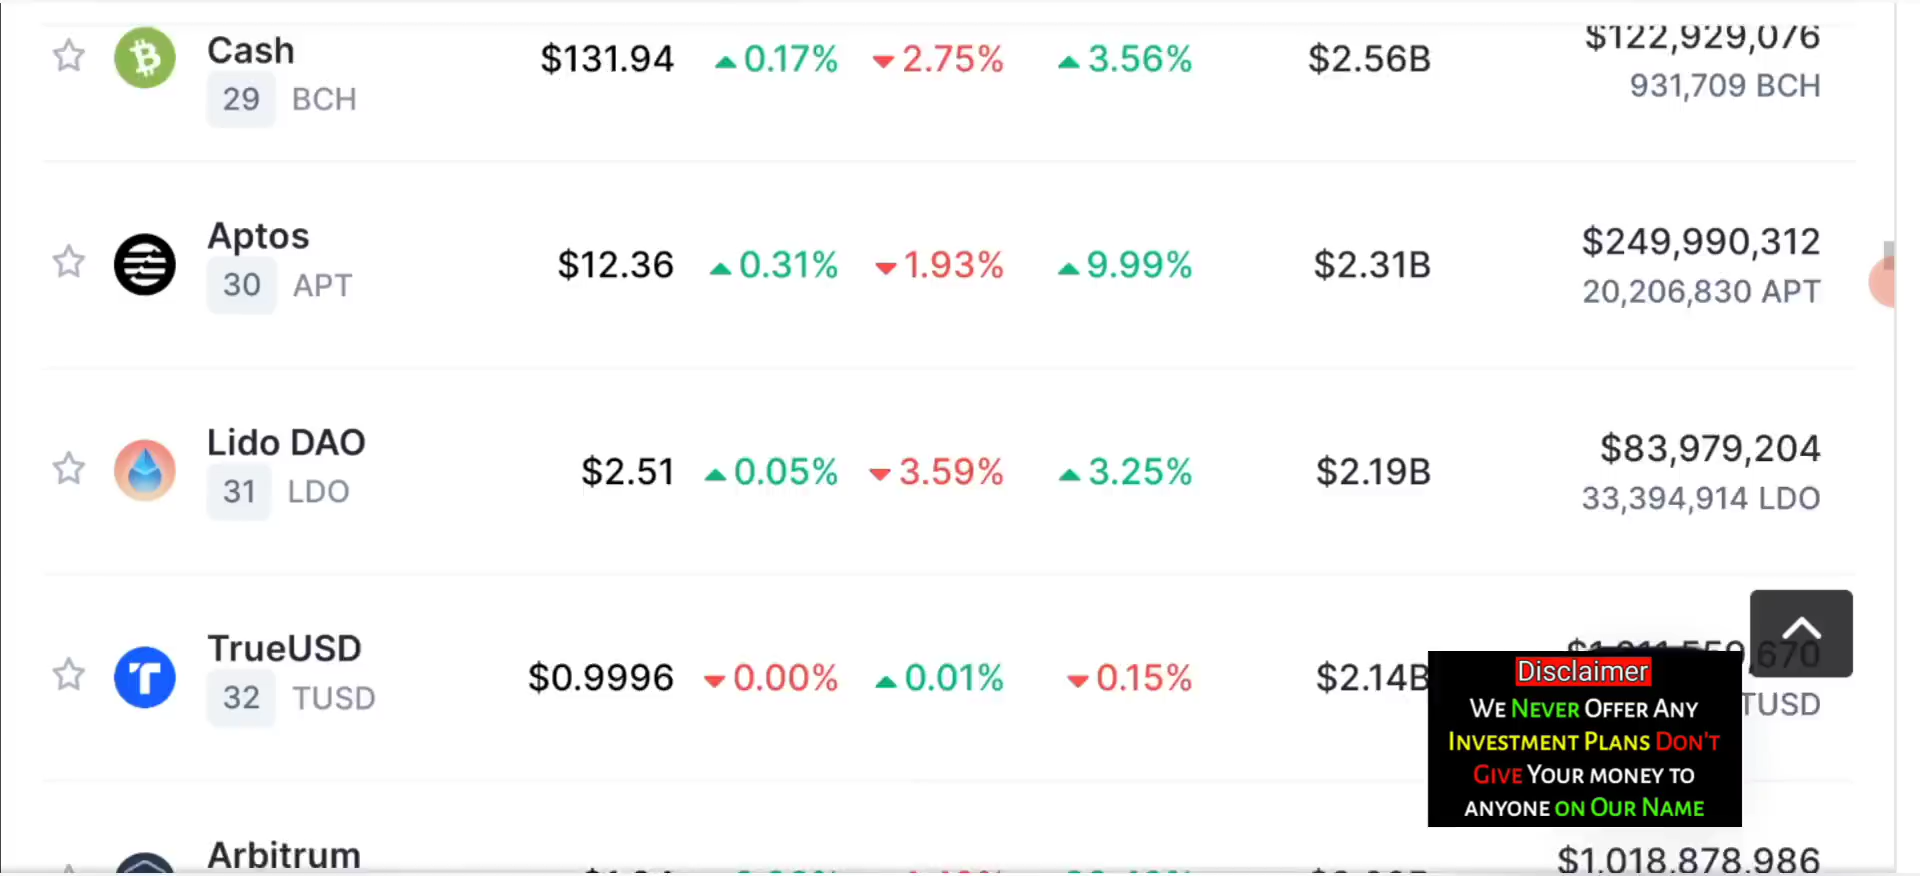 Cash
$131.94 0.17% 2.75% 3.56% $2.56B $122,929,076
29 BCH 931,709 BCH
Aptos
$12.36 0.31% 1.93% 9.99% $2.31B $249,990,312
30 APT 20,206,830 APT
Lido DAO
$2.51 0.05% 3.59% 3.25% $2.19B $83,979,204
31 LDO 33,394,914 LDO
TrueUSD
$0.9996 0.00% 0.01% 0.15% $2.14B
32 TUSD TUSD
Disclaimer
We Never Offer Any
Investment Plans Don't
Give Your money to
anyone on Our Name
Arbitrum
$1,018,878,986